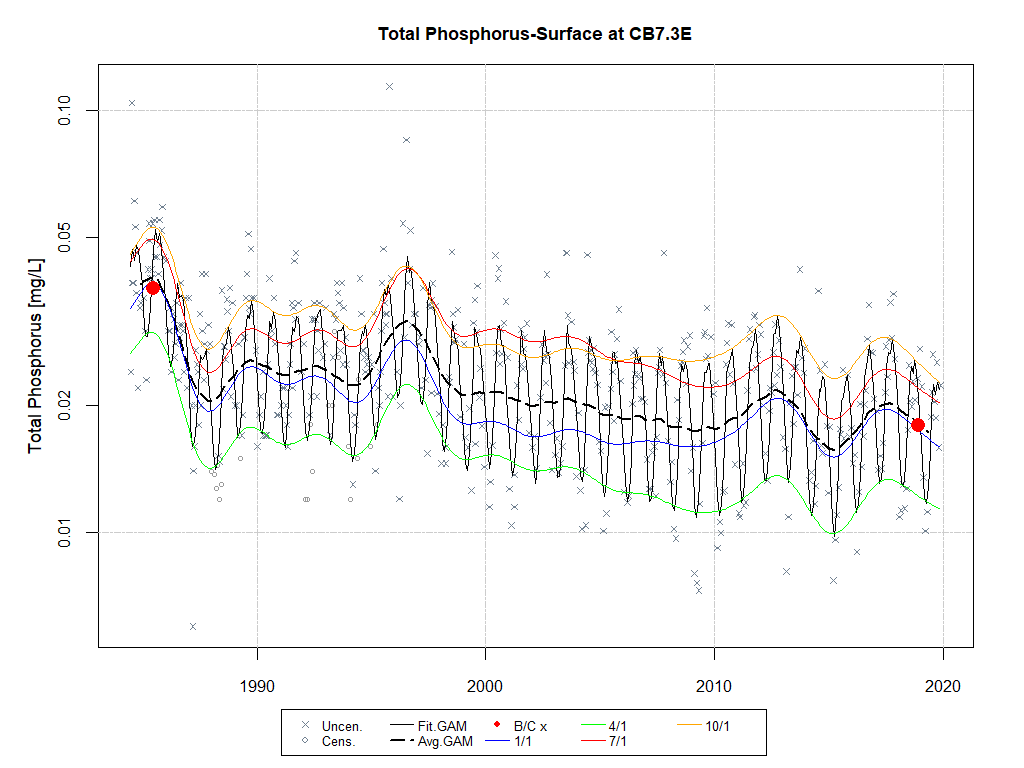 Total Phosphorus-Surface at CB7.3E
Total Phosphorus [mg/L]
0.10
0.05
0.02
0.01
1990 2000 2010 2020
Uncen. Fit.GAM B/C x 4/1 10/1
Cens. Avg.GAM 1/1 7/1